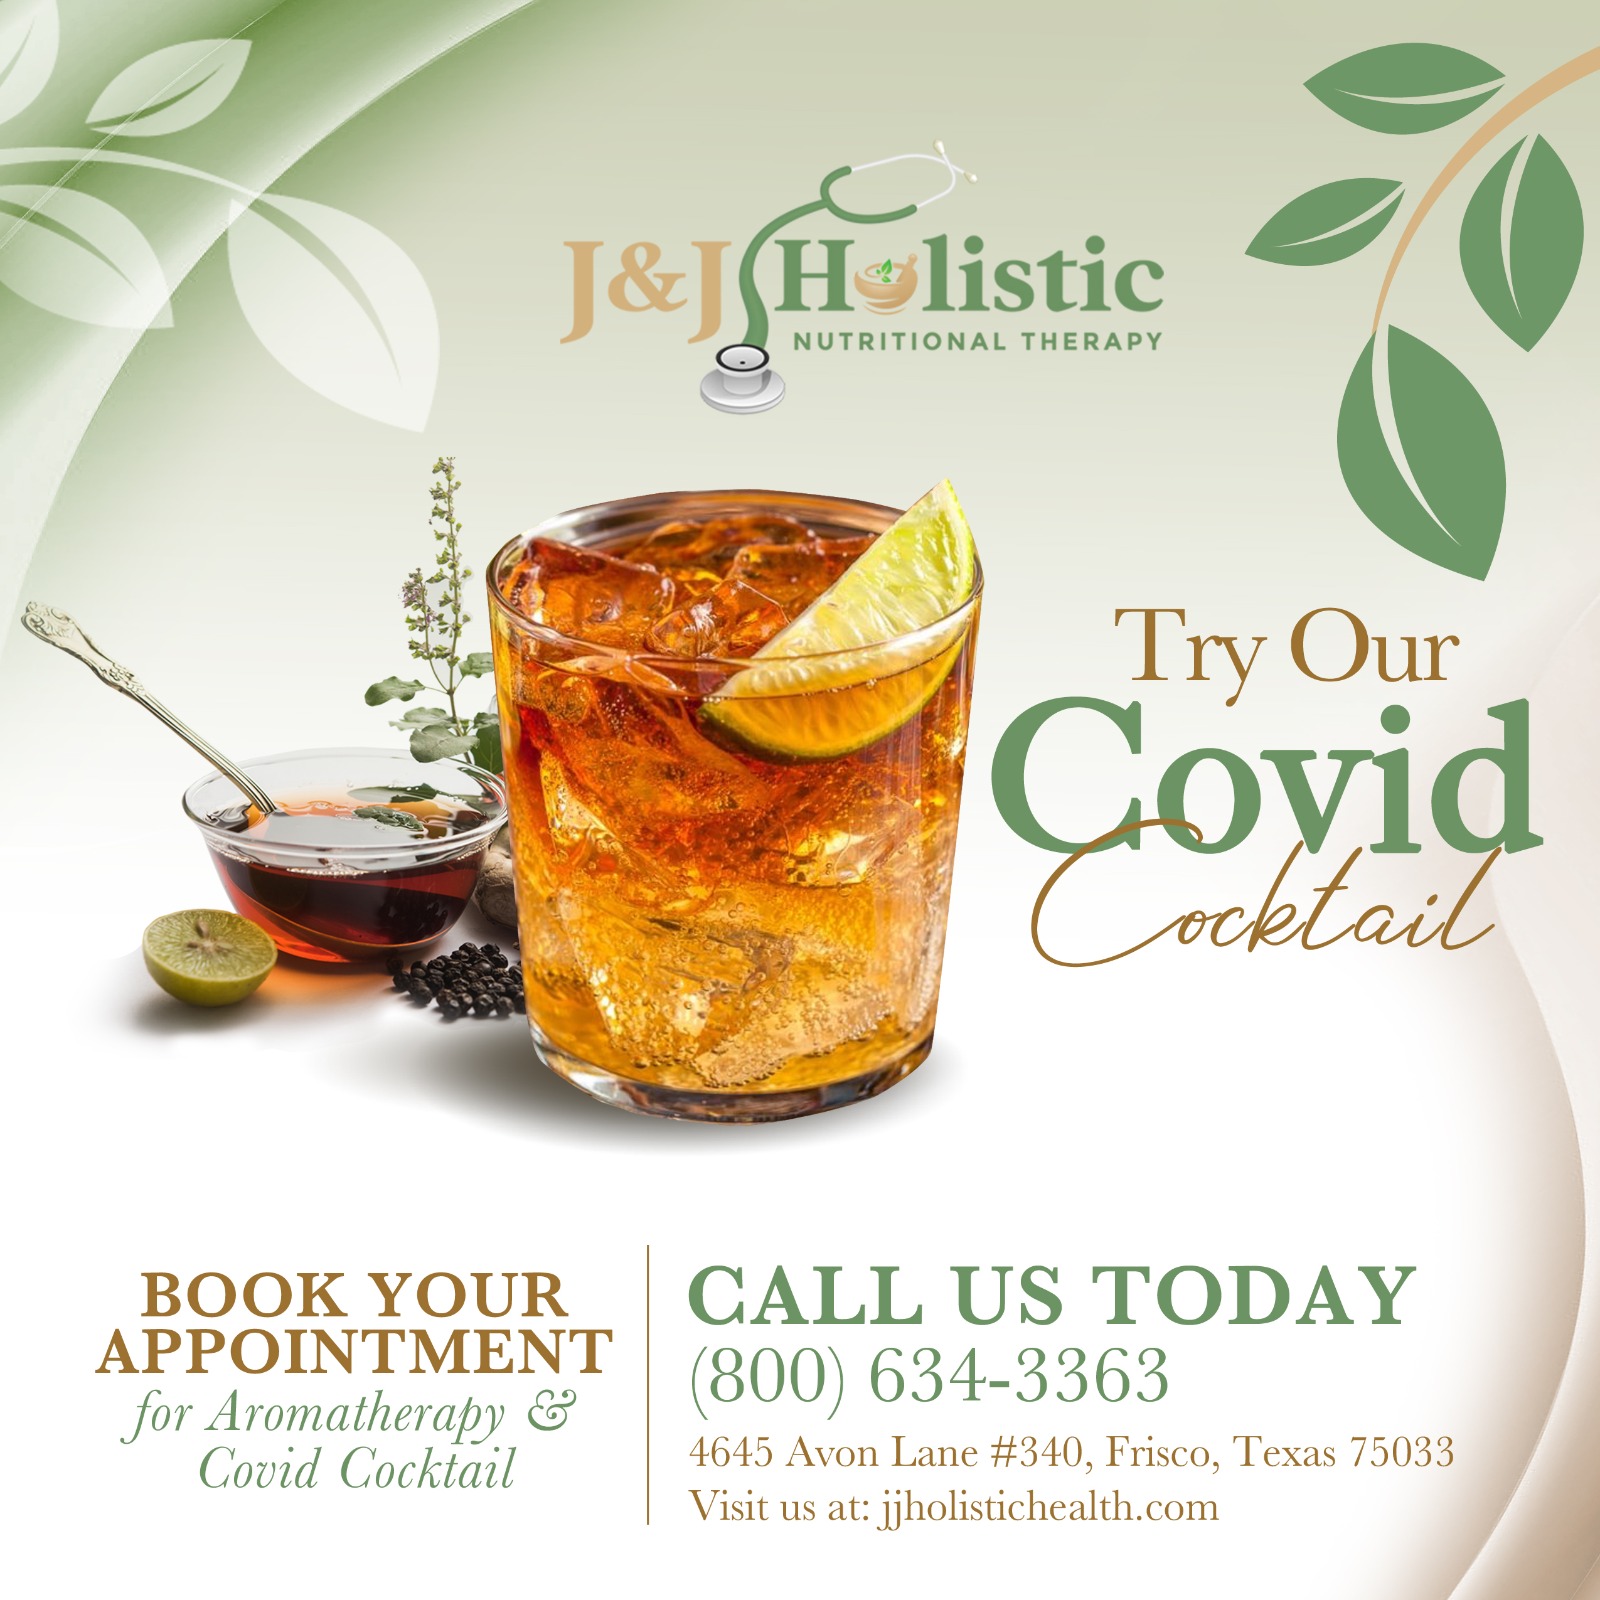 J&J Holistic
NUTRITIONAL THERAPY
Try Our
Covid
Cocktail
BOOK YOUR
APPOINTMENT
for Aromatherapy &
Covid Cocktail
CALL US TODAY
(800) 634-3363
4645 Avon Lane #340, Frisco, Texas 75033
Visit us at: jjholistichealth.com